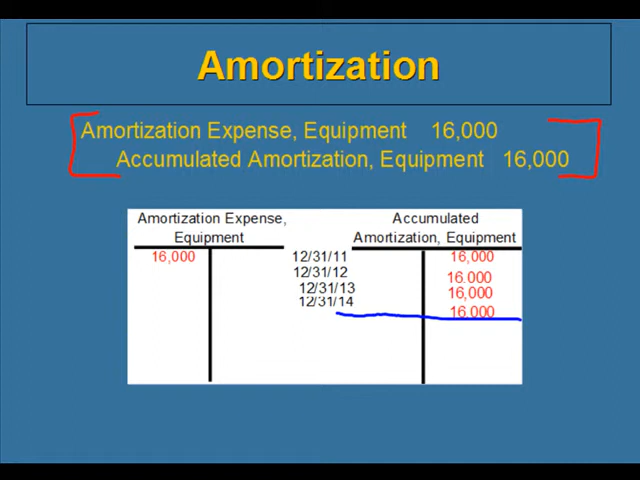 Amortization
Amortization Expense, Equipment 16,000
Accumulated Amortization, Equipment 16,000
Amortization Expense,
Equipment
Accumulated
Amortization, Equipment
16,000
12/31/11 16,000
12/31/12 16.000
12/31/13 16,000
12/31/14 16.000